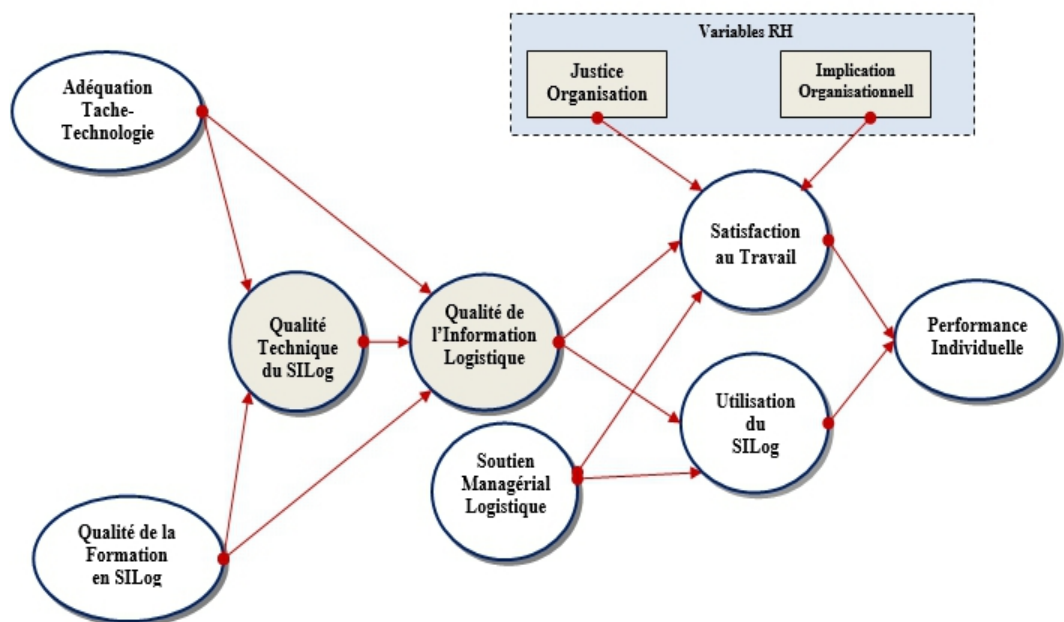 Variables RH
Justice
Organisation
Implication
Organisationnell
Adéquation
Tache-
Technologie
Satisfaction
au Travail
Qualité
Technique
du SILog
Qualité de
l'Information
Logistique
Performance
Individuelle
Utilisation
du
SILog
Soutien
Managérial
Logistique
Qualité de la
Formation
en SILog